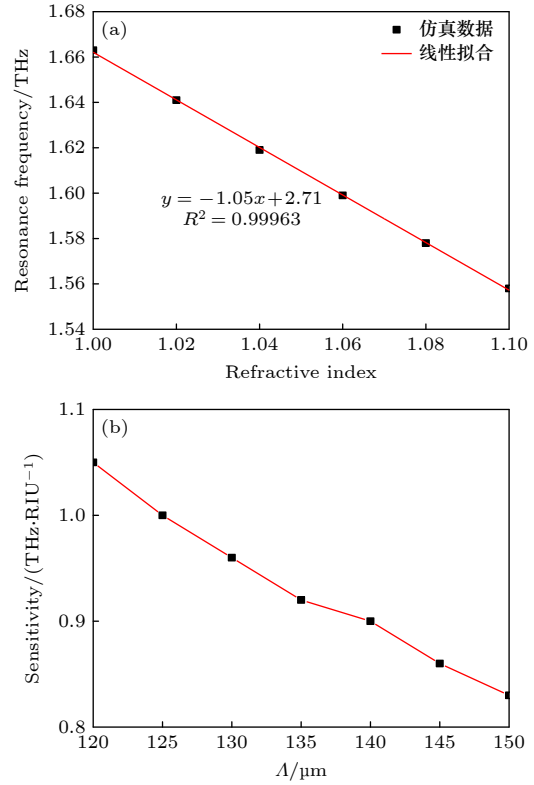 (a)
仿真数据
线性拟合
1.66
1.64
1.62
1.60
1.58
1.56
1.54
Resonance frequency/THz
y = −1.05x+2.71
R² = 0.99963
1.00 1.02 1.04 1.06 1.08 1.10
Refractive index
(b)
1.1
1.0
0.9
0.8
Sensitivity/(THz·RIU⁻¹)
120 125 130 135 140 145 150
Λ/µm